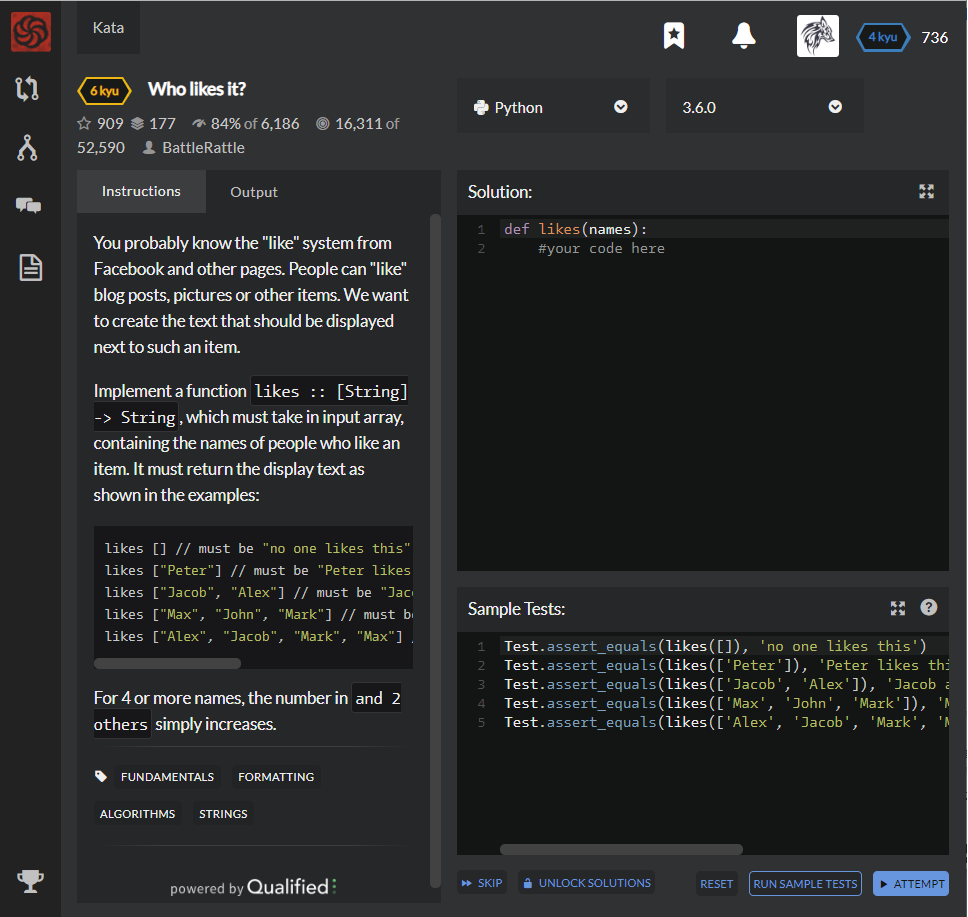 Kata
4 kyu 736
6 kyu Who likes it?
909 177 84% of 6,186 16,311 of
52,590 BattleRattle
Python
3.6.0
Instructions Output
You probably know the "like" system from
Facebook and other pages. People can "like"
blog posts, pictures or other items. We want
to create the text that should be displayed
next to such an item.
Implement a function likes :: [String]
-> String, which must take in input array,
containing the names of people who like an
item. It must return the display text as
shown in the examples:
likes [] // must be "no one likes this"
likes ["Peter"] // must be "Peter likes
likes ["Jacob", "Alex"] // must be "Jac
likes ["Max", "John", "Mark"] // must b
likes ["Alex", "Jacob", "Mark", "Max"] /
For 4 or more names, the number in and 2
others simply increases.
FUNDAMENTALS FORMATTING
ALGORITHMS STRINGS
powered by Qualified
Solution:
1 def likes(names):
2 #your code here
Sample Tests:
1 Test.assert_equals(likes([]), 'no one likes this')
2 Test.assert_equals(likes(['Peter']), 'Peter likes thi
3 Test.assert_equals(likes(['Jacob', 'Alex']), 'Jacob a
4 Test.assert_equals(likes(['Max', 'John', 'Mark']), 'M
5 Test.assert_equals(likes(['Alex', 'Jacob', 'Mark', 'M
SKIP UNLOCK SOLUTIONS RESET RUN SAMPLE TESTS ATTEMPT